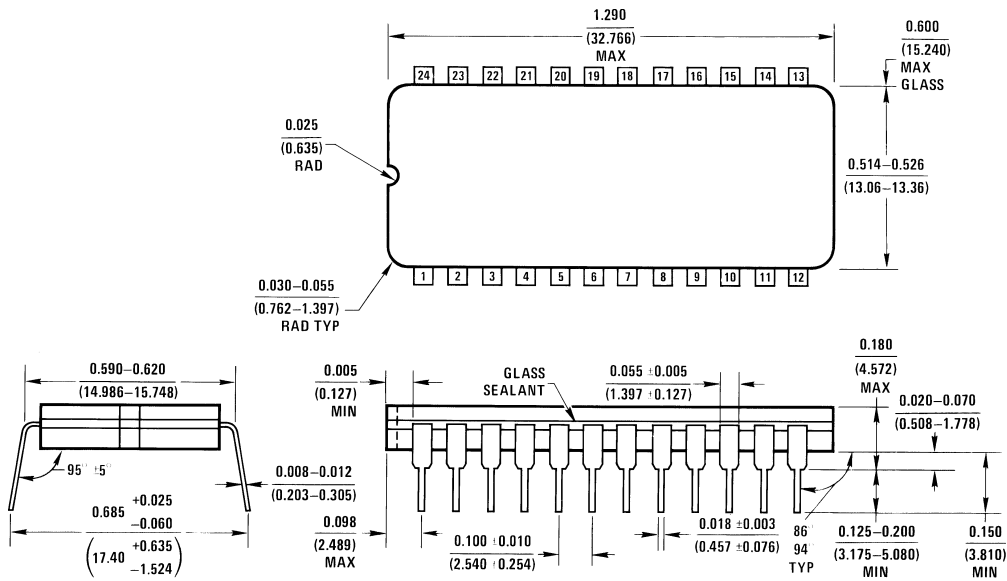 1.290
(32.766)
MAX
0.600
(15.240)
MAX
GLASS
24 23 22 21 20 19 18 17 16 15 14 13
0.025
(0.635)
RAD
0.514–0.526
(13.06–13.36)
1 2 3 4 5 6 7 8 9 10 11 12
0.030–0.055
(0.762–1.397)
RAD TYP
0.590–0.620
(14.986–15.748)
0.005
(0.127)
MIN
GLASS
SEALANT
0.055 ±0.005
(1.397 ±0.127)
0.180
(4.572)
MAX
0.020–0.070
(0.508–1.778)
95° ±5°
0.008–0.012
(0.203–0.305)
0.685 +0.025
-0.060
(17.40 +0.635
-1.524)
0.098
(2.489)
MAX
0.100 ±0.010
(2.540 ±0.254)
0.018 ±0.003
(0.457 ±0.076)
86°
94°
TYP
0.125–0.200
(3.175–5.080)
MIN
0.150
(3.810)
MIN